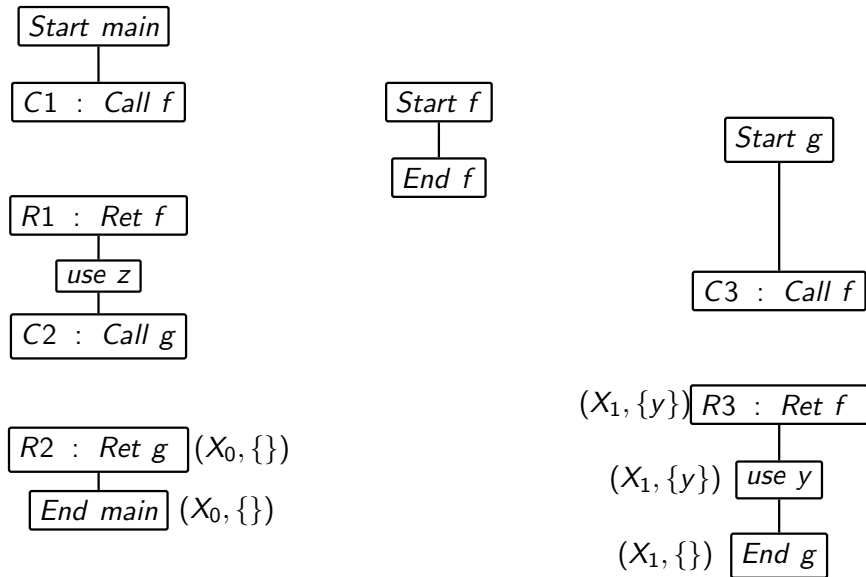 Start main
C1 : Call f
Start f
Start g
End f
R1 : Ret f
use z
C3 : Call f
C2 : Call g
(X₁, {y}) R3 : Ret f
R2 : Ret g (X₀, {})
(X₁, {y}) use y
End main (X₀, {})
(X₁, {}) End g